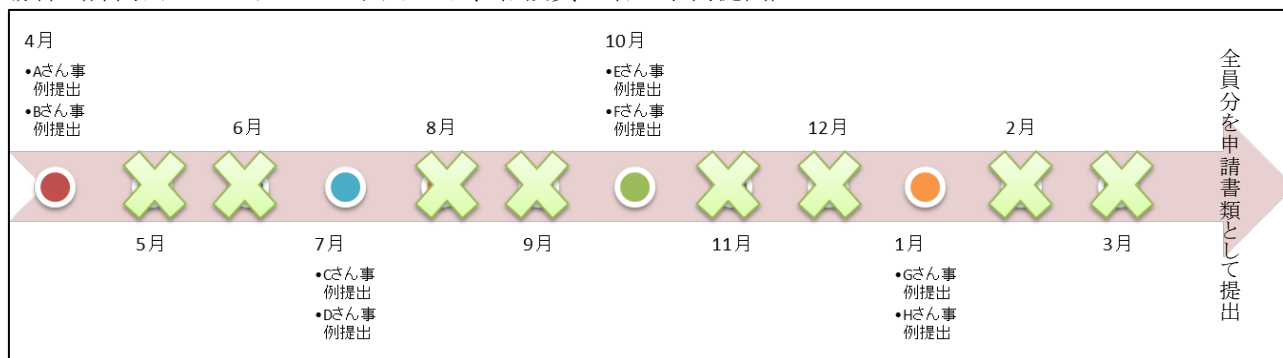 4月
•Aさん事
例提出
•Bさん事
例提出
5月
6月
7月
•Cさん事
例提出
•Dさん事
例提出
8月
9月
10月
•Eさん事
例提出
•Fさん事
例提出
11月
12月
1月
•Gさん事
例提出
•Hさん事
例提出
2月
3月
全員分を申請書類として提出